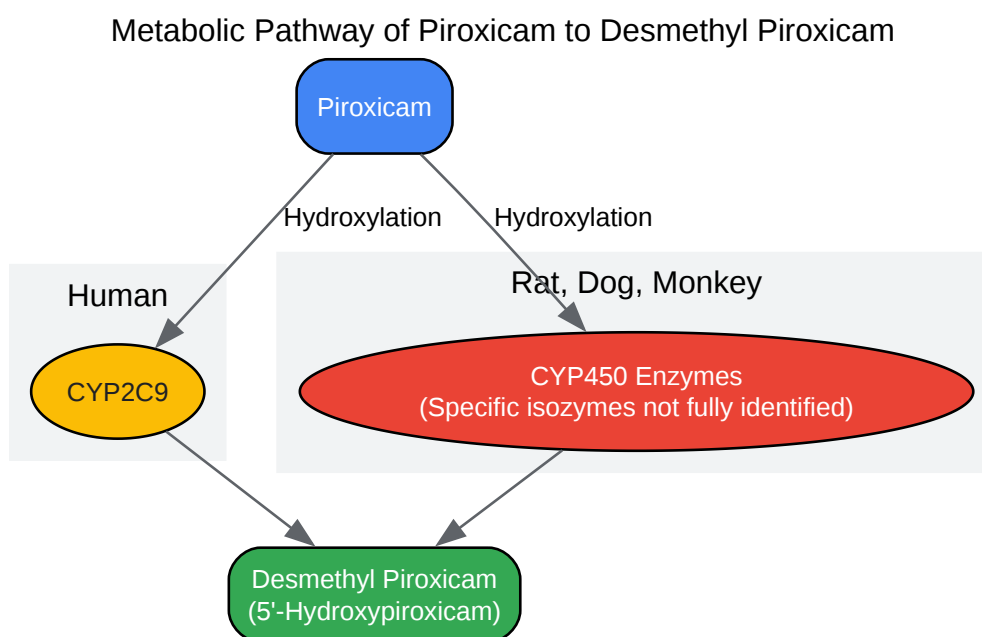 Metabolic Pathway of Piroxicam to Desmethyl Piroxicam
Piroxicam
Hydroxylation
Hydroxylation
Human
Rat, Dog, Monkey
CYP2C9
CYP450 Enzymes
(Specific isozymes not fully identified)
Desmethyl Piroxicam
(5'-Hydroxypiroxicam)